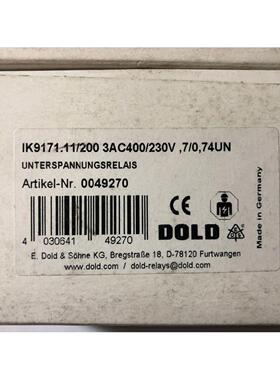 IK9171.11/200 3AC400/230V ,7/0,74UN
UNTERSPANNUNGSRELAIS
Artikel-Nr. 0049270
CE
DOLD
Made in Germany
4 030641 49270
E. Dold & Söhne KG, Bregstraße 18, D-78120 Furtwangen
www.dold.com / dold-relays@dold.com